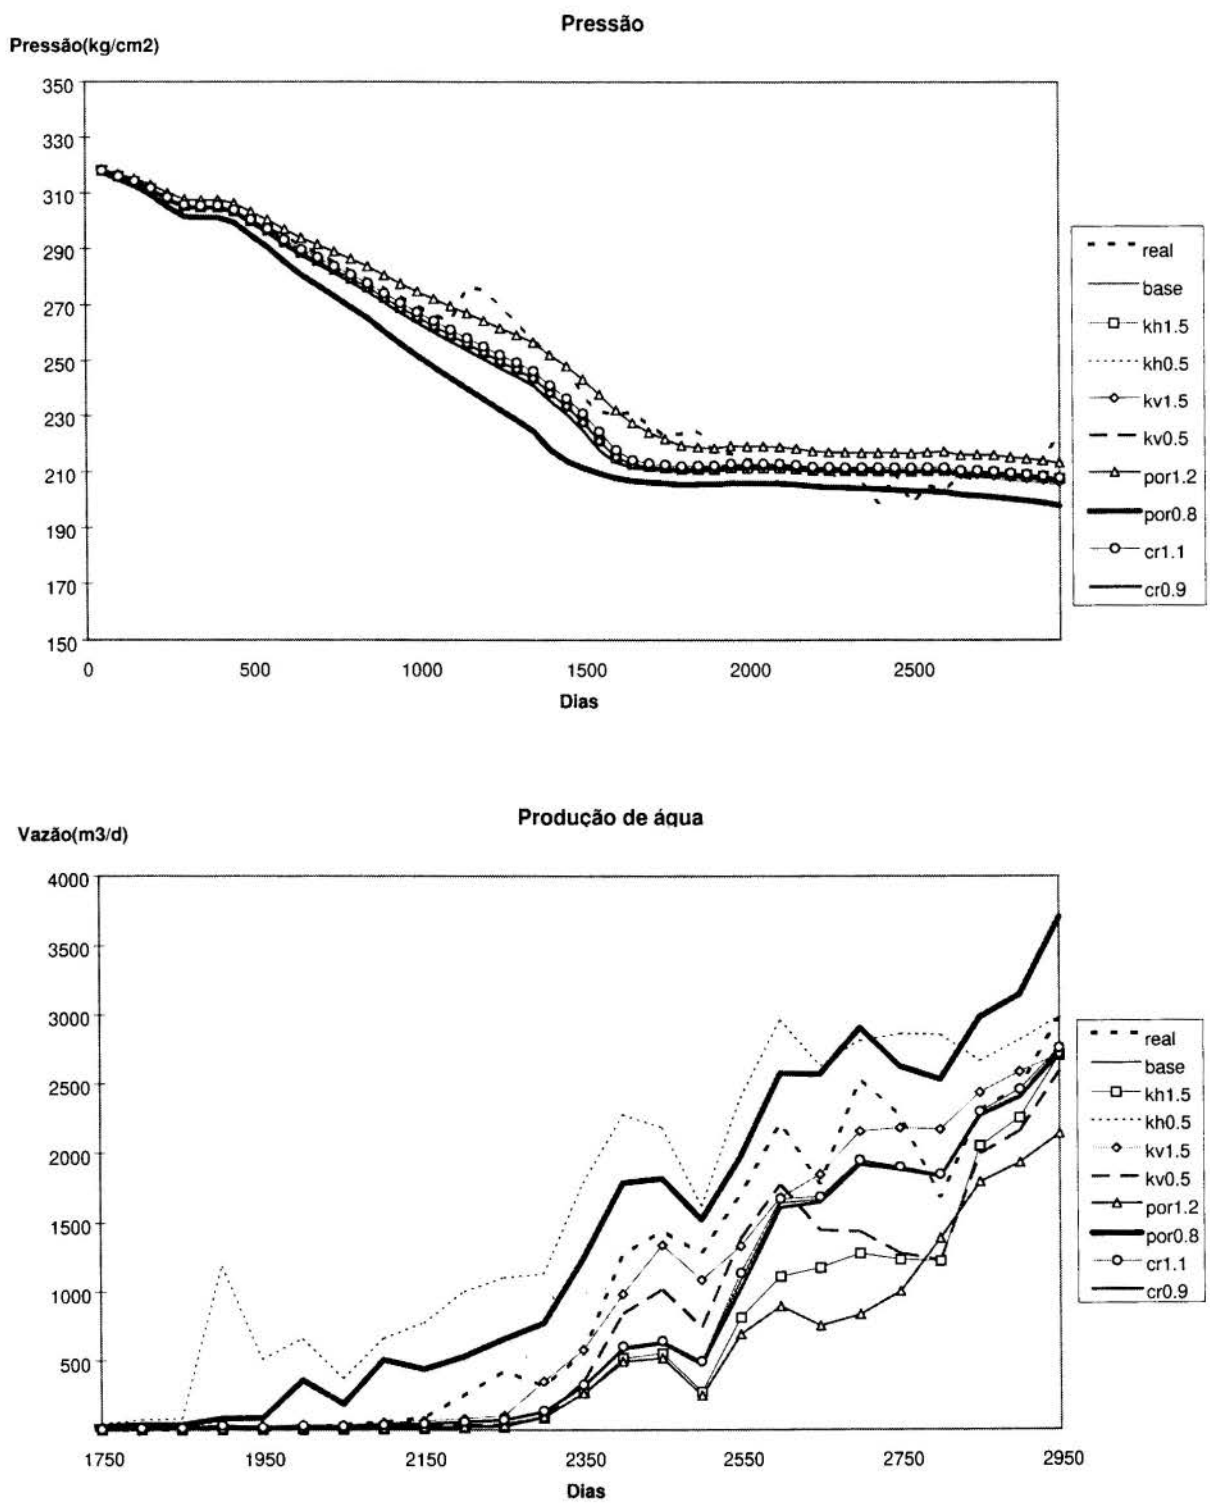 Pressão
Pressão(kg/cm2)
350
330
310
290
270
250
230
210
190
170
150
0
500
1000
1500
2000
2500
Dias
real
base
kh1.5
kh0.5
kv1.5
kv0.5
por1.2
por0.8
cr1.1
cr0.9
Produção de água
Vazão(m3/d)
4000
3500
3000
2500
2000
1500
1000
500
1750
1950
2150
2350
2550
2750
2950
Dias
real
base
kh1.5
kh0.5
kv1.5
kv0.5
por1.2
por0.8
cr1.1
cr0.9